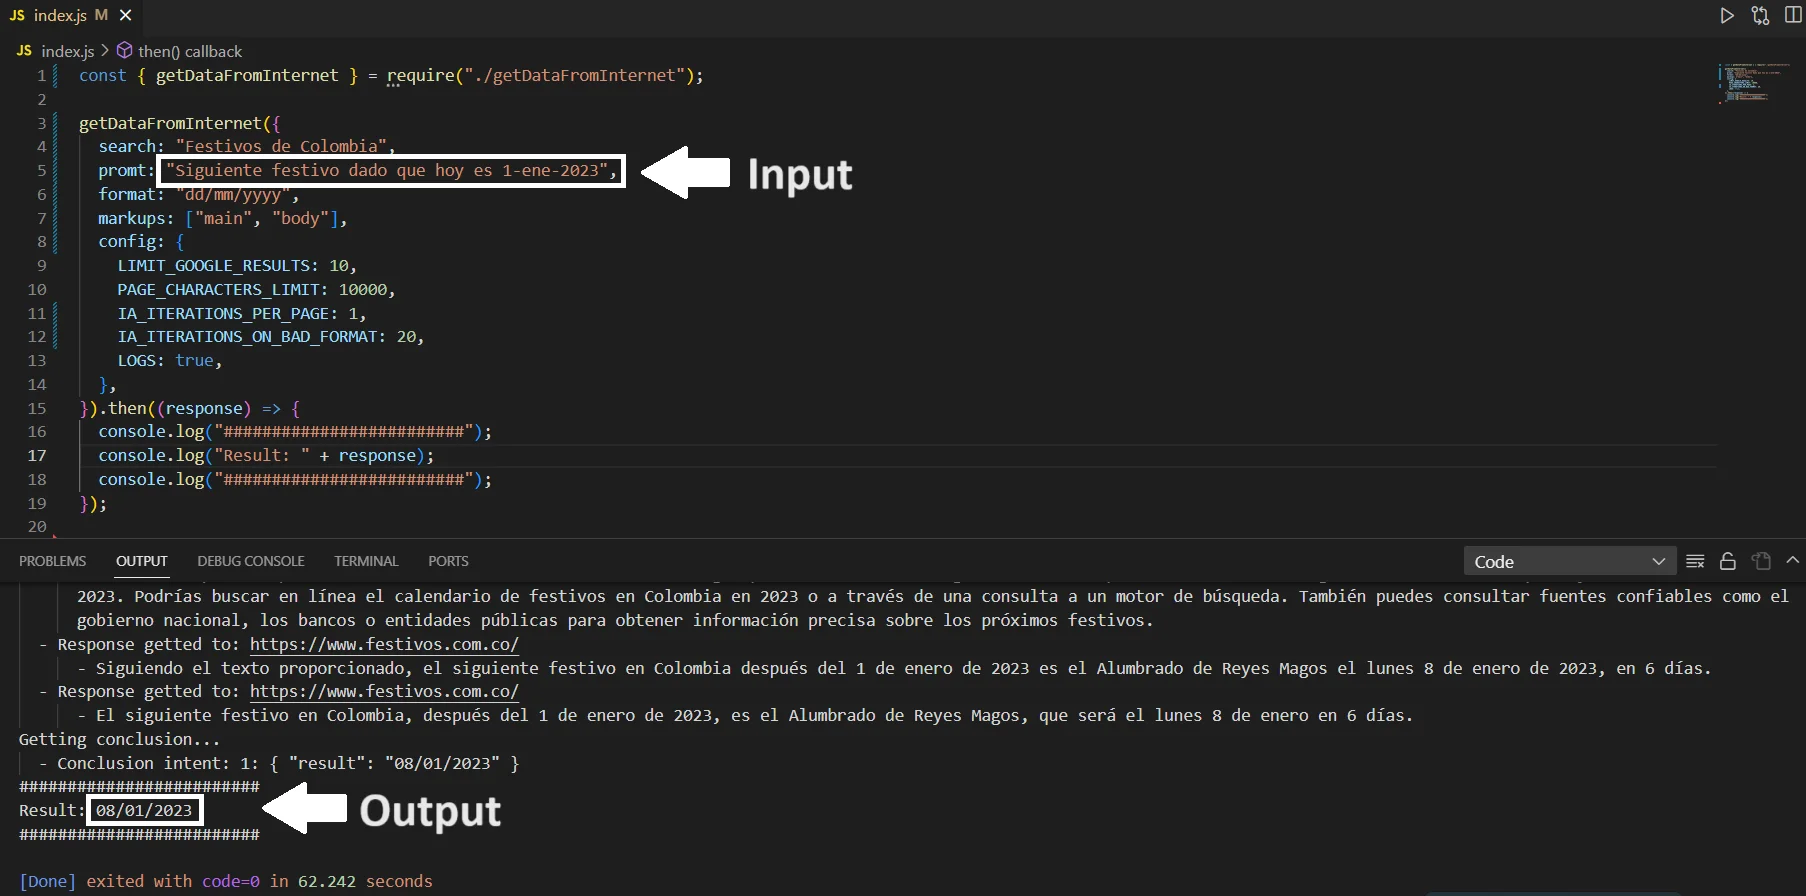 JS index.js M ×
JS index.js > then() callback
1 const { getDataFromInternet } = require("./getDataFromInternet");
2
3 getDataFromInternet({
4 search: "Festivos de Colombia",
5 promt: "Siguiente festivo dado que hoy es 1-ene-2023",
Input
6 format: "dd/mm/yyyy",
7 markups: ["main", "body"],
8 config: {
9 LIMIT_GOOGLE_RESULTS: 10,
10 PAGE_CHARACTERS_LIMIT: 10000,
11 IA_ITERATIONS_PER_PAGE: 1,
12 IA_ITERATIONS_ON_BAD_FORMAT: 20,
13 LOGS: true,
14 },
15 }).then((response) => {
16 console.log("#########################");
17 console.log("Result: " + response);
18 console.log("#########################");
19 });
20
PROBLEMS OUTPUT DEBUG CONSOLE TERMINAL PORTS Code
2023. Podrías buscar en línea el calendario de festivos en Colombia en 2023 o a través de una consulta a un motor de búsqueda. También puedes consultar fuentes confiables como el
gobierno nacional, los bancos o entidades públicas para obtener información precisa sobre los próximos festivos.
- Response getted to: https://www.festivos.com.co/
- Siguiendo el texto proporcionado, el siguiente festivo en Colombia después del 1 de enero de 2023 es el Alumbrado de Reyes Magos el lunes 8 de enero de 2023, en 6 días.
- Response getted to: https://www.festivos.com.co/
- El siguiente festivo en Colombia, después del 1 de enero de 2023, es el Alumbrado de Reyes Magos, que será el lunes 8 de enero en 6 días.
Getting conclusion...
- Conclusion intent: 1: { "result": "08/01/2023" }
#########################
Result: 08/01/2023
Output
#########################
[Done] exited with code=0 in 62.242 seconds